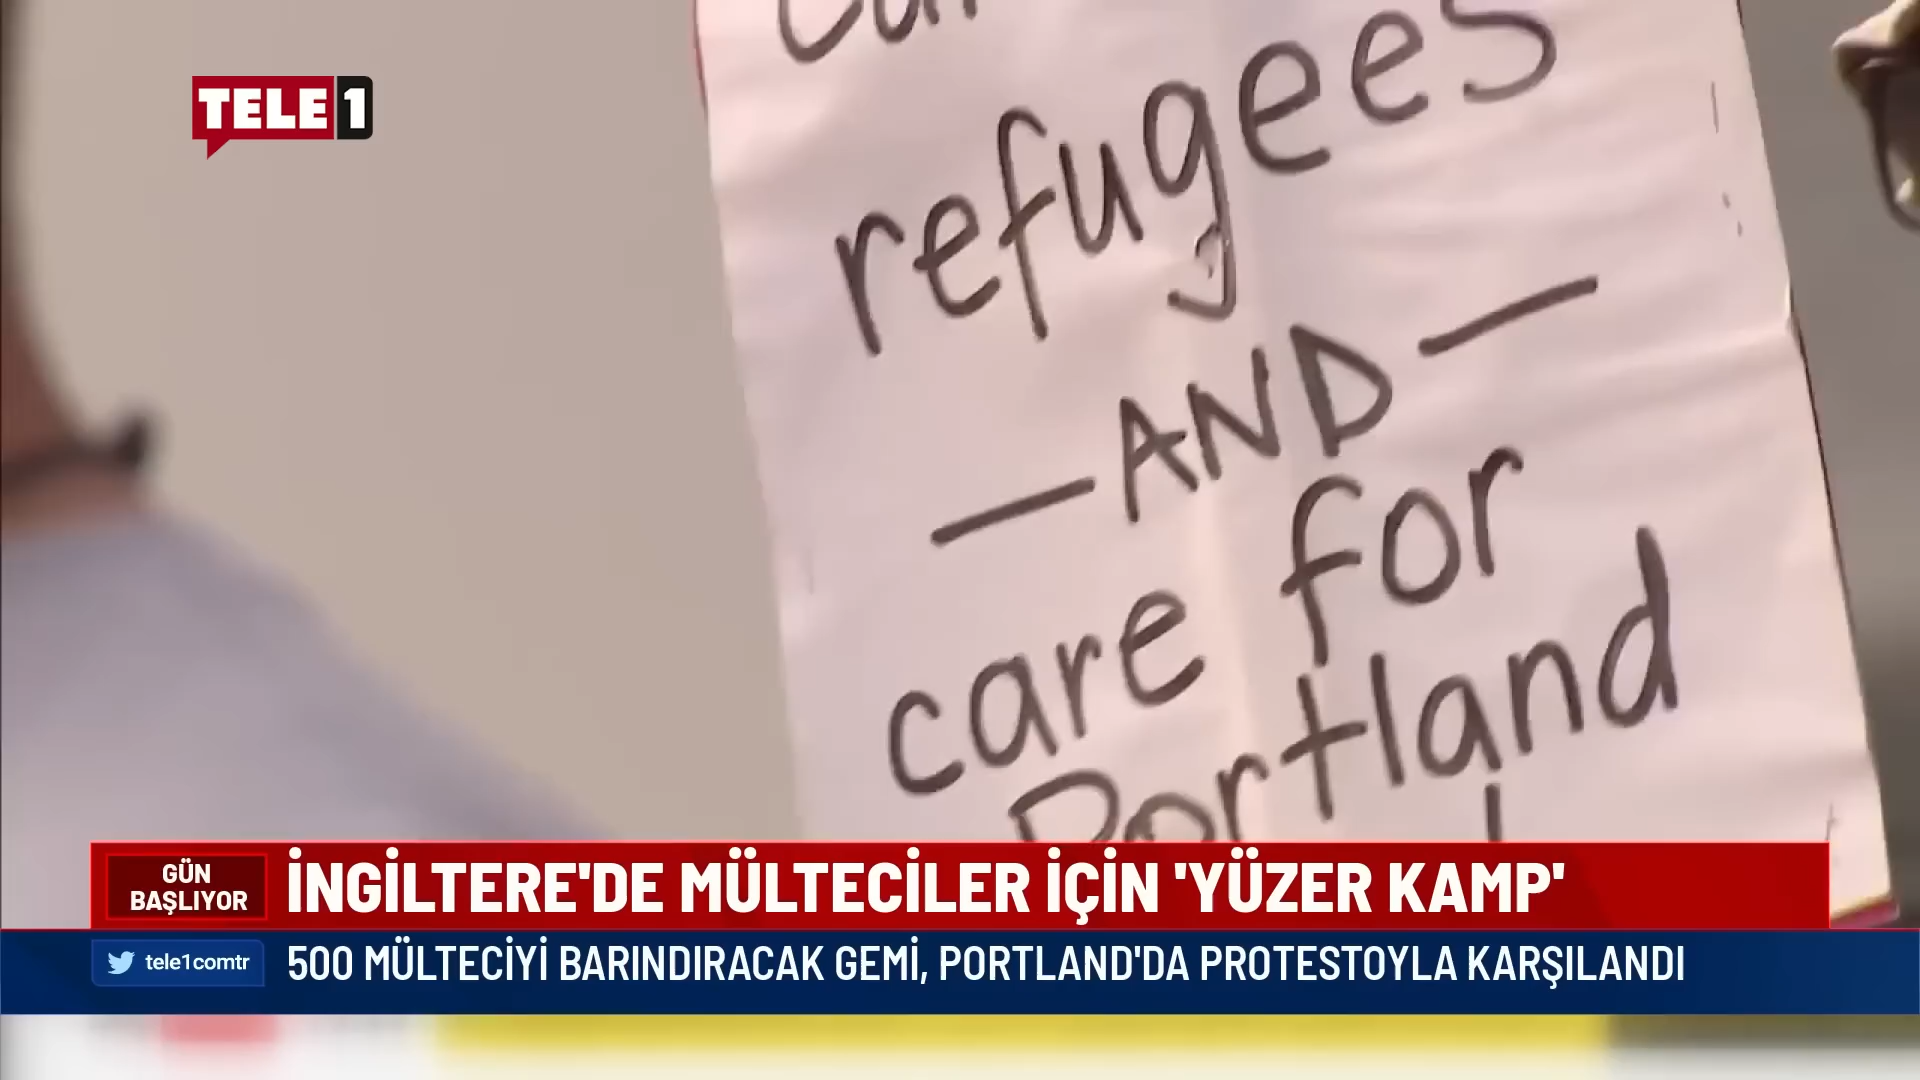 TELE1
refugees
— AND —
care for
Portland
GÜN
BAŞLIYOR
İNGİLTERE'DE MÜLTECİLER İÇİN 'YÜZER KAMP'
tele1comtr
500 MÜLTECİYİ BARINDIRACAK GEMİ, PORTLAND'DA PROTESTOYLA KARŞILANDI